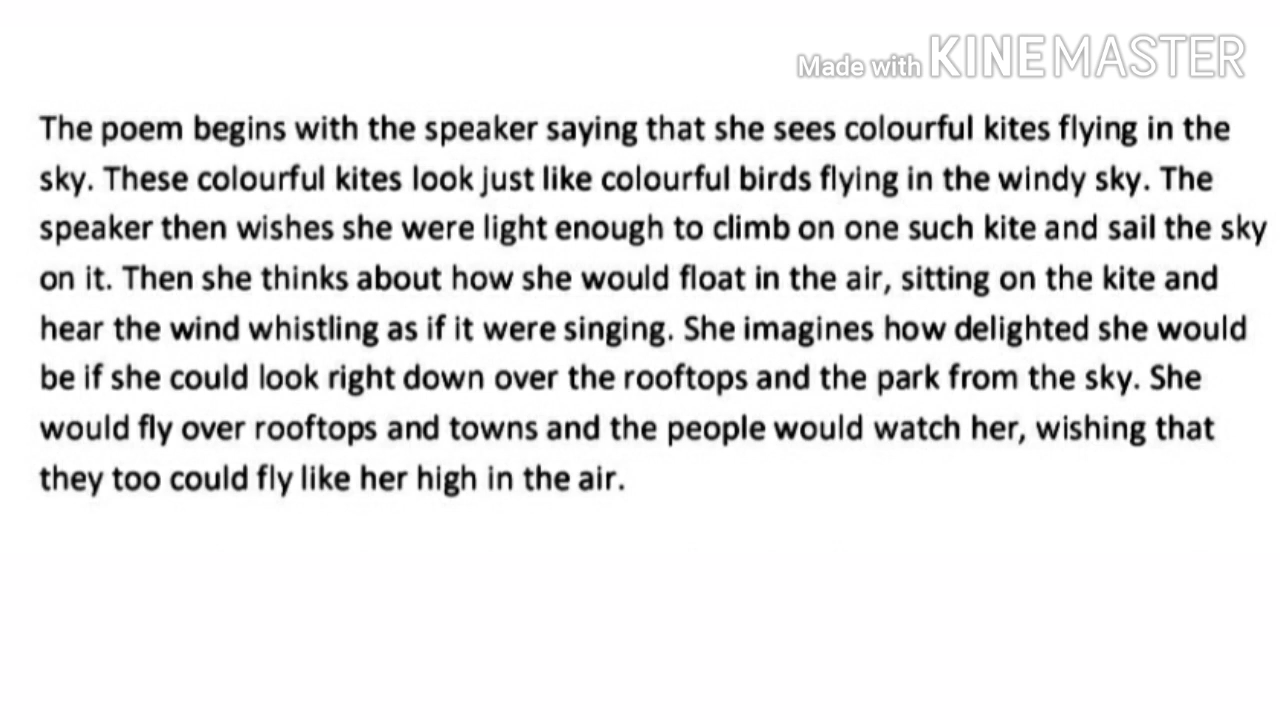 Made with KINEMASTER
The poem begins with the speaker saying that she sees colourful kites flying in the
sky. These colourful kites look just like colourful birds flying in the windy sky. The
speaker then wishes she were light enough to climb on one such kite and sail the sky
on it. Then she thinks about how she would float in the air, sitting on the kite and
hear the wind whistling as if it were singing. She imagines how delighted she would
be if she could look right down over the rooftops and the park from the sky. She
would fly over rooftops and towns and the people would watch her, wishing that
they too could fly like her high in the air.